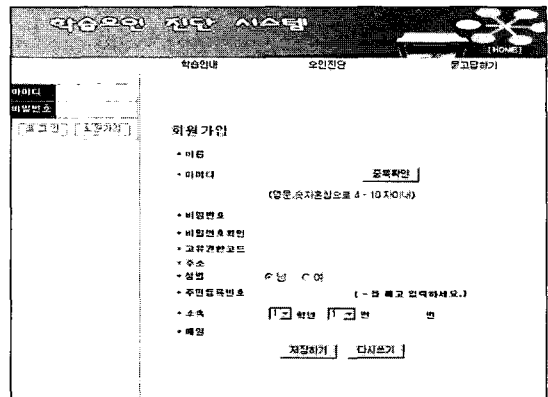 학습오인 진단 시스템
[HOME]
학습안내 오인진단 묻고답하기
아이디
비밀번호
[로그인] [회원가입]
회원가입
• 이름
• 아이디 중복확인
(영문,숫자혼합으로 4 - 10 자이내)
• 비밀번호
• 비밀번호확인
• 고유권한코드
• 주소
• 성별 남 여
• 주민등록번호 ( - 를 빼고 입력하세요.)
• 소속 1 학년 1 반 번
• 메일
저장하기 다시쓰기